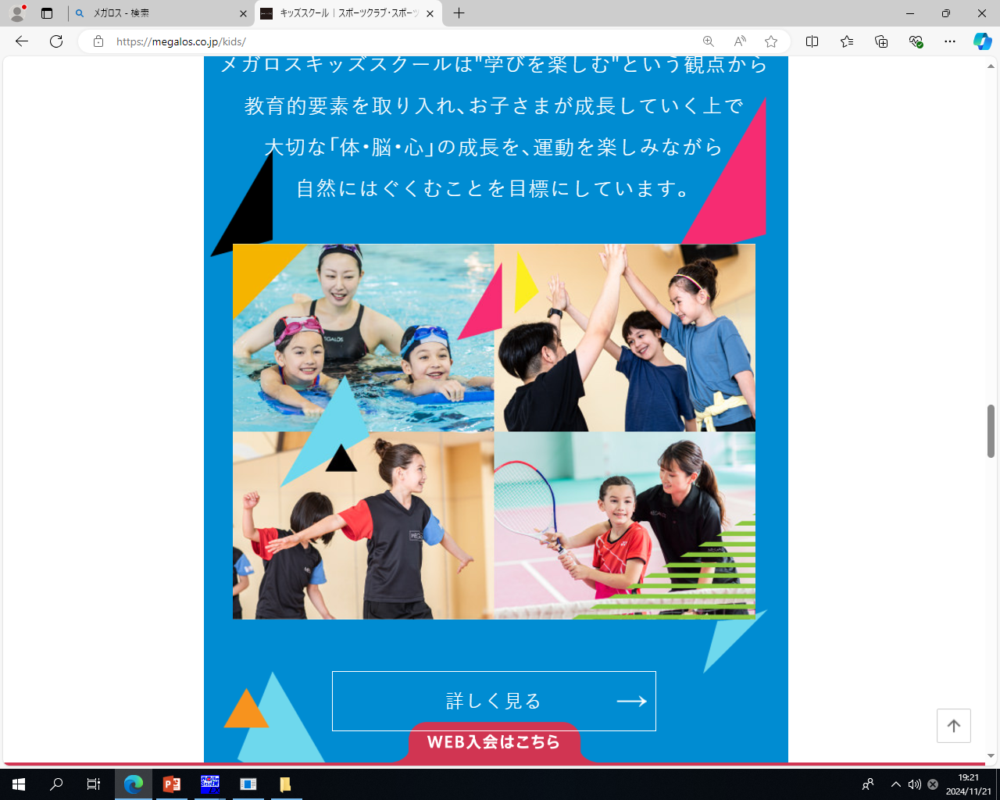 メガロス - 検索
キッズスクール｜スポーツクラブ・スポーツ
https://megalos.co.jp/kids/
メガロスキッズスクールは"学びを楽しむ"という観点から
教育的要素を取り入れ、お子さまが成長していく上で
大切な「体・脳・心」の成長を、運動を楽しみながら
自然にはぐくむことを目標にしています。
MEGALOS
MEGALOS
詳しく見る
WEB入会はこちら
19:21
2024/11/21